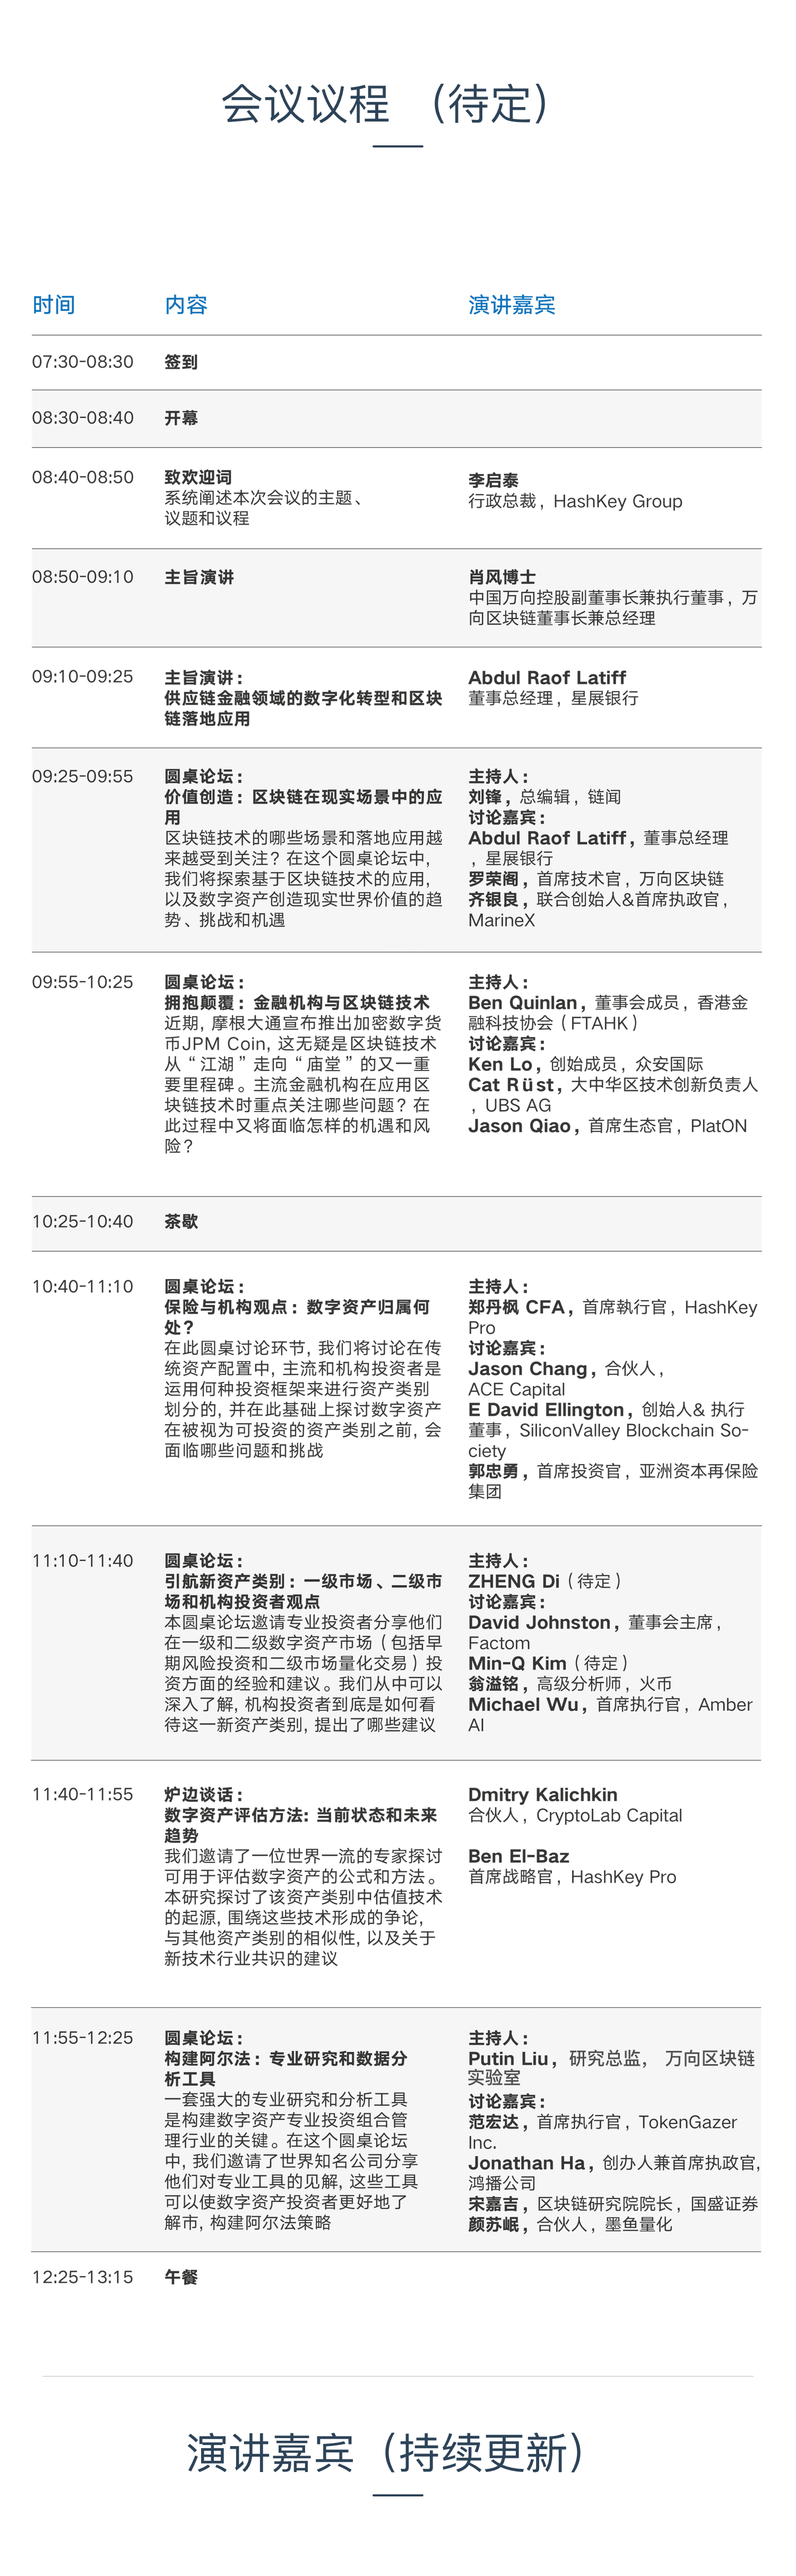 会议议程 （待定）
时间 内容 演讲嘉宾
07:30-08:30 签到
08:30-08:40 开幕
08:40-08:50
致欢迎词
系统阐述本次会议的主题、
议题和议程
李启泰
行政总裁, HashKey Group
08:50-09:10 主旨演讲
肖风博士
中国万向控股副董事长兼执行董事, 万
向区块链董事长兼总经理
09:10-09:25
主旨演讲：
供应链金融领域的数字化转型和区块
链落地应用
Abdul Raof Latiff
董事总经理, 星展银行
09:25-09:55
圆桌论坛：
价值创造：区块链在现实场景中的应
用
区块链技术的哪些场景和落地应用越
来越受到关注？在这个圆桌论坛中,
我们将探索基于区块链技术的应用,
以及数字资产创造现实世界价值的趋
势、挑战和机遇
主持人：
刘锋, 总编辑, 链闻
讨论嘉宾：
Abdul Raof Latiff, 董事总经理
, 星展银行
罗荣阁, 首席技术官, 万向区块链
齐银良, 联合创始人&首席执政官,
MarineX
09:55-10:25
圆桌论坛：
拥抱颠覆：金融机构与区块链技术
近期, 摩根大通宣布推出加密数字货
币JPM Coin, 这无疑是区块链技术
从“江湖”走向“庙堂”的又一重
要里程碑。主流金融机构在应用区
块链技术时重点关注哪些问题？在
此过程中又将面临怎样的机遇和风
险？
主持人：
Ben Quinlan, 董事会成员, 香港金
融科技协会（FTAHK）
讨论嘉宾：
Ken Lo, 创始成员, 众安国际
Cat Rüst, 大中华区技术创新负责人
, UBS AG
Jason Qiao, 首席生态官, PlatON
10:25-10:40 茶歇
10:40-11:10
圆桌论坛：
保险与机构观点：数字资产归属何
处？
在此圆桌讨论环节, 我们将讨论在传
统资产配置中, 主流和机构投资者是
运用何种投资框架来进行资产类别
划分的, 并在此基础上探讨数字资产
在被视为可投资的资产类别之前, 会
面临哪些问题和挑战
主持人：
郑丹枫 CFA, 首席執行官, HashKey
Pro
讨论嘉宾：
Jason Chang, 合伙人,
ACE Capital
E David Ellington, 创始人& 执行
董事, SiliconValley Blockchain So-
ciety
郭忠勇, 首席投资官, 亚洲资本再保险
集团
11:10-11:40
圆桌论坛：
引航新资产类别：一级市场、二级市
场和机构投资者观点
本圆桌论坛邀请专业投资者分享他们
在一级和二级数字资产市场（包括早
期风险投资和二级市场量化交易）投
资方面的经验和建议。我们从中可以
深入了解, 机构投资者到底是如何看
待这一新资产类别, 提出了哪些建议
主持人：
ZHENG Di（待定）
讨论嘉宾：
David Johnston, 董事会主席,
Factom
Min-Q Kim（待定）
翁溢铭, 高级分析师, 火币
Michael Wu, 首席执行官, Amber
AI
11:40-11:55
炉边谈话：
数字资产评估方法: 当前状态和未来
趋势
我们邀请了一位世界一流的专家探讨
可用于评估数字资产的公式和方法。
本研究探讨了该资产类别中估值技术
的起源, 围绕这些技术形成的争论,
与其他资产类别的相似性, 以及关于
新技术行业共识的建议
Dmitry Kalichkin
合伙人, CryptoLab Capital
Ben El-Baz
首席战略官, HashKey Pro
11:55-12:25
圆桌论坛：
构建阿尔法：专业研究和数据分
析工具
一套强大的专业研究和分析工具
是构建数字资产专业投资组合管
理行业的关键。在这个圆桌论坛
中, 我们邀请了世界知名公司分享
他们对专业工具的见解, 这些工具
可以使数字资产投资者更好地了
解市, 构建阿尔法策略
主持人：
Putin Liu, 研究总监, 万向区块链
实验室
讨论嘉宾：
范宏达, 首席执行官, TokenGazer
Inc.
Jonathan Ha, 创办人兼首席执政官,
鸿播公司
宋嘉吉, 区块链研究院院长, 国盛证券
颜苏岷, 合伙人, 墨鱼量化
12:25-13:15 午餐
演讲嘉宾（持续更新）